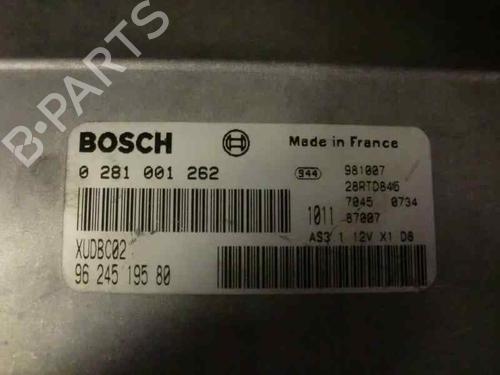 B-PARTS
BOSCH
Made in France
0 281 001 262
944
981007
28RTD845
7045 0734
1011 87007
AS3 1 12V X1 D8
XUDBC02
96 245 195 80